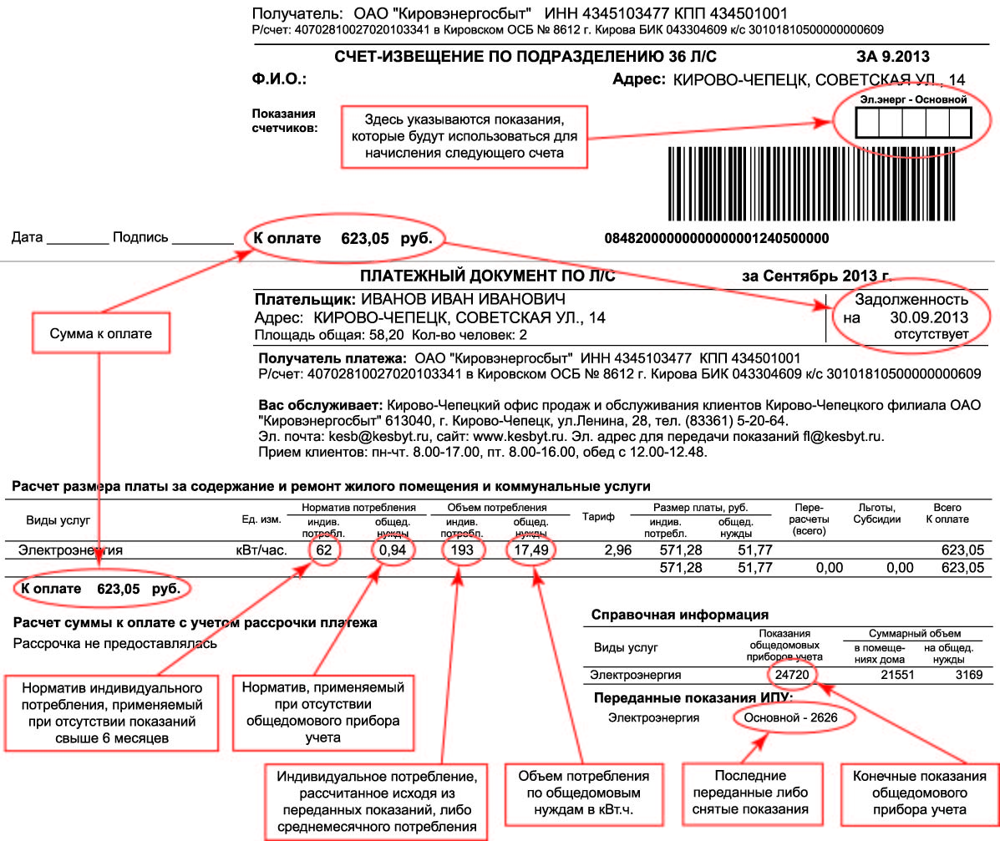 Получатель: ОАО "Кировэнергосбыт" ИНН 4345103477 КПП 434501001
Р/счет: 40702810027020103341 в Кировском ОСБ № 8612 г. Кирова БИК 043304609 к/с 30101810500000000609
СЧЕТ-ИЗВЕЩЕНИЕ ПО ПОДРАЗДЕЛЕНИЮ 36 Л/С ЗА 9.2013
Ф.И.О.: Адрес: КИРОВО-ЧЕПЕЦК, СОВЕТСКАЯ УЛ., 14
Эл.энерг - Основной
Показания
счетчиков:
Здесь указываются показания,
которые будут использоваться для
начисления следующего счета
Дата ________ Подпись ________ К оплате 623,05 руб.
08482000000000000001240500000
ПЛАТЕЖНЫЙ ДОКУМЕНТ ПО Л/С за Сентябрь 2013 г.
Плательщик: ИВАНОВ ИВАН ИВАНОВИЧ
Адрес: КИРОВО-ЧЕПЕЦК, СОВЕТСКАЯ УЛ., 14
Площадь общая: 58,20 Кол-во человек: 2
Задолженность
на 30.09.2013
отсутствует
Сумма к оплате
Получатель платежа: ОАО "Кировэнергосбыт" ИНН 4345103477 КПП 434501001
Р/счет: 40702810027020103341 в Кировском ОСБ № 8612 г. Кирова БИК 043304609 к/с 30101810500000000609
Вас обслуживает: Кирово-Чепецкий офис продаж и обслуживания клиентов Кирово-Чепецкого филиала ОАО
"Кировэнергосбыт" 613040, г. Кирово-Чепецк, ул.Ленина, 28, тел. (83361) 5-20-64.
Эл. почта: kesb@kesbyt.ru, сайт: www.kesbyt.ru. Эл. адрес для передачи показаний fl@kesbyt.ru.
Прием клиентов: пн-чт. 8.00-17.00, пт. 8.00-16.00, обед с 12.00-12.48.
Расчет размера платы за содержание и ремонт жилого помещения и коммунальные услуги
Виды услуг Ед. изм. Норматив потребления Объем потребления Тариф Размер платы, руб. Пере- Льготы, Всего
индив. общед. индив. общед. индив. общед. расчеты Субсидии К оплате
потребл. нужды потребл. нужды потребл. нужды (всего)
Электроэнергия кВт/час. 62 0,94 193 17,49 2,96 571,28 51,77 623,05
571,28 51,77 0,00 0,00 623,05
К оплате 623,05 руб.
Расчет суммы к оплате с учетом рассрочки платежа
Рассрочка не предоставлялась
Справочная информация
Виды услуг Показания Суммарный объем
общедомовых в помеще- на общед.
приборов учета ниях дома нужды
Электроэнергия 24720 21551 3169
Переданные показания ИПУ:
Электроэнергия Основной - 2626
Норматив индивидуального
потребления, применяемый
при отсутствии показаний
свыше 6 месяцев
Норматив, применяемый
при отсутствии
общедомового прибора
учета
Индивидуальное потребление,
рассчитанное исходя из
переданных показаний, либо
среднемесячного потребления
Объем потребления
по общедомовым
нуждам в кВт.ч.
Последние
переданные либо
снятые показания
Конечные показания
общедомового
прибора учета